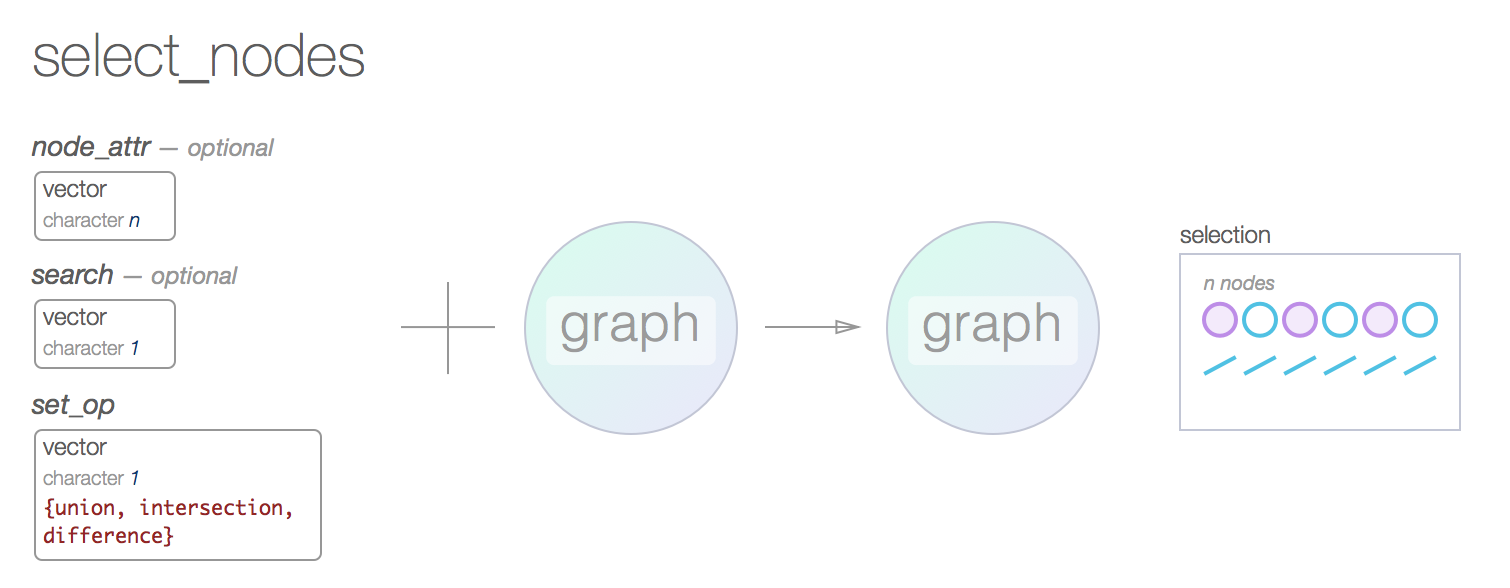 select_nodes
node_attr — optional
vector
character n
search — optional
vector
character 1
set_op
vector
character 1
{union, intersection,
difference}
graph
graph
selection
n nodes